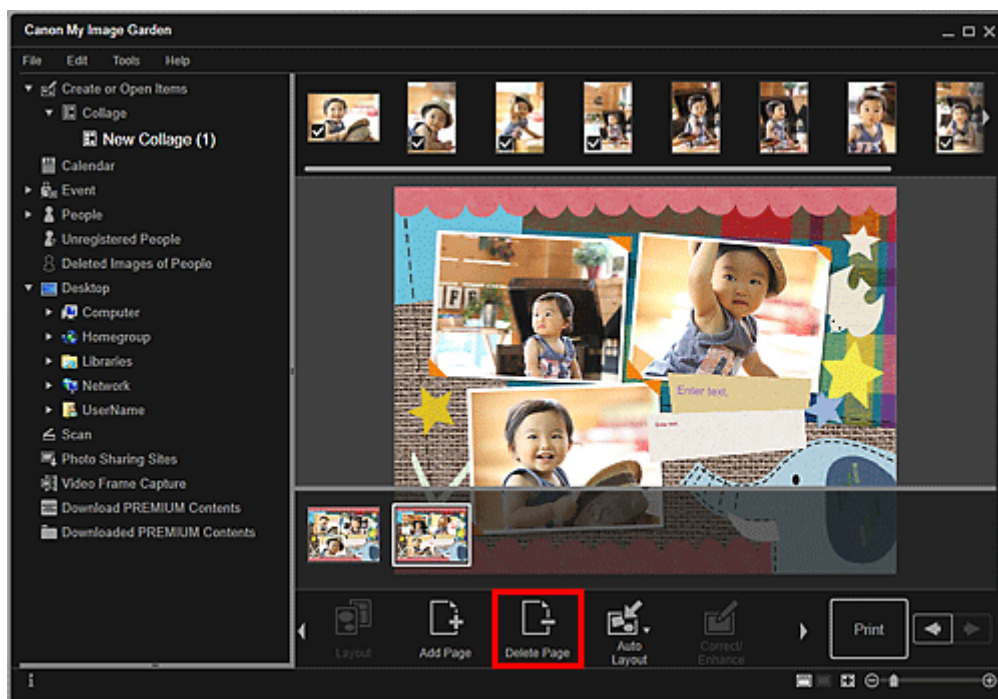 Canon My Image Garden
File Edit Tools Help
Create or Open Items
Collage
New Collage (1)
Calendar
Event
People
Unregistered People
Deleted Images of People
Desktop
Computer
Homegroup
Libraries
Network
UserName
Scan
Photo Sharing Sites
Video Frame Capture
Download PREMIUM Contents
Downloaded PREMIUM Contents
Enter text.
Enter text.
Layout
Add Page
Delete Page
Auto
Layout
Correct/
Enhance
Print